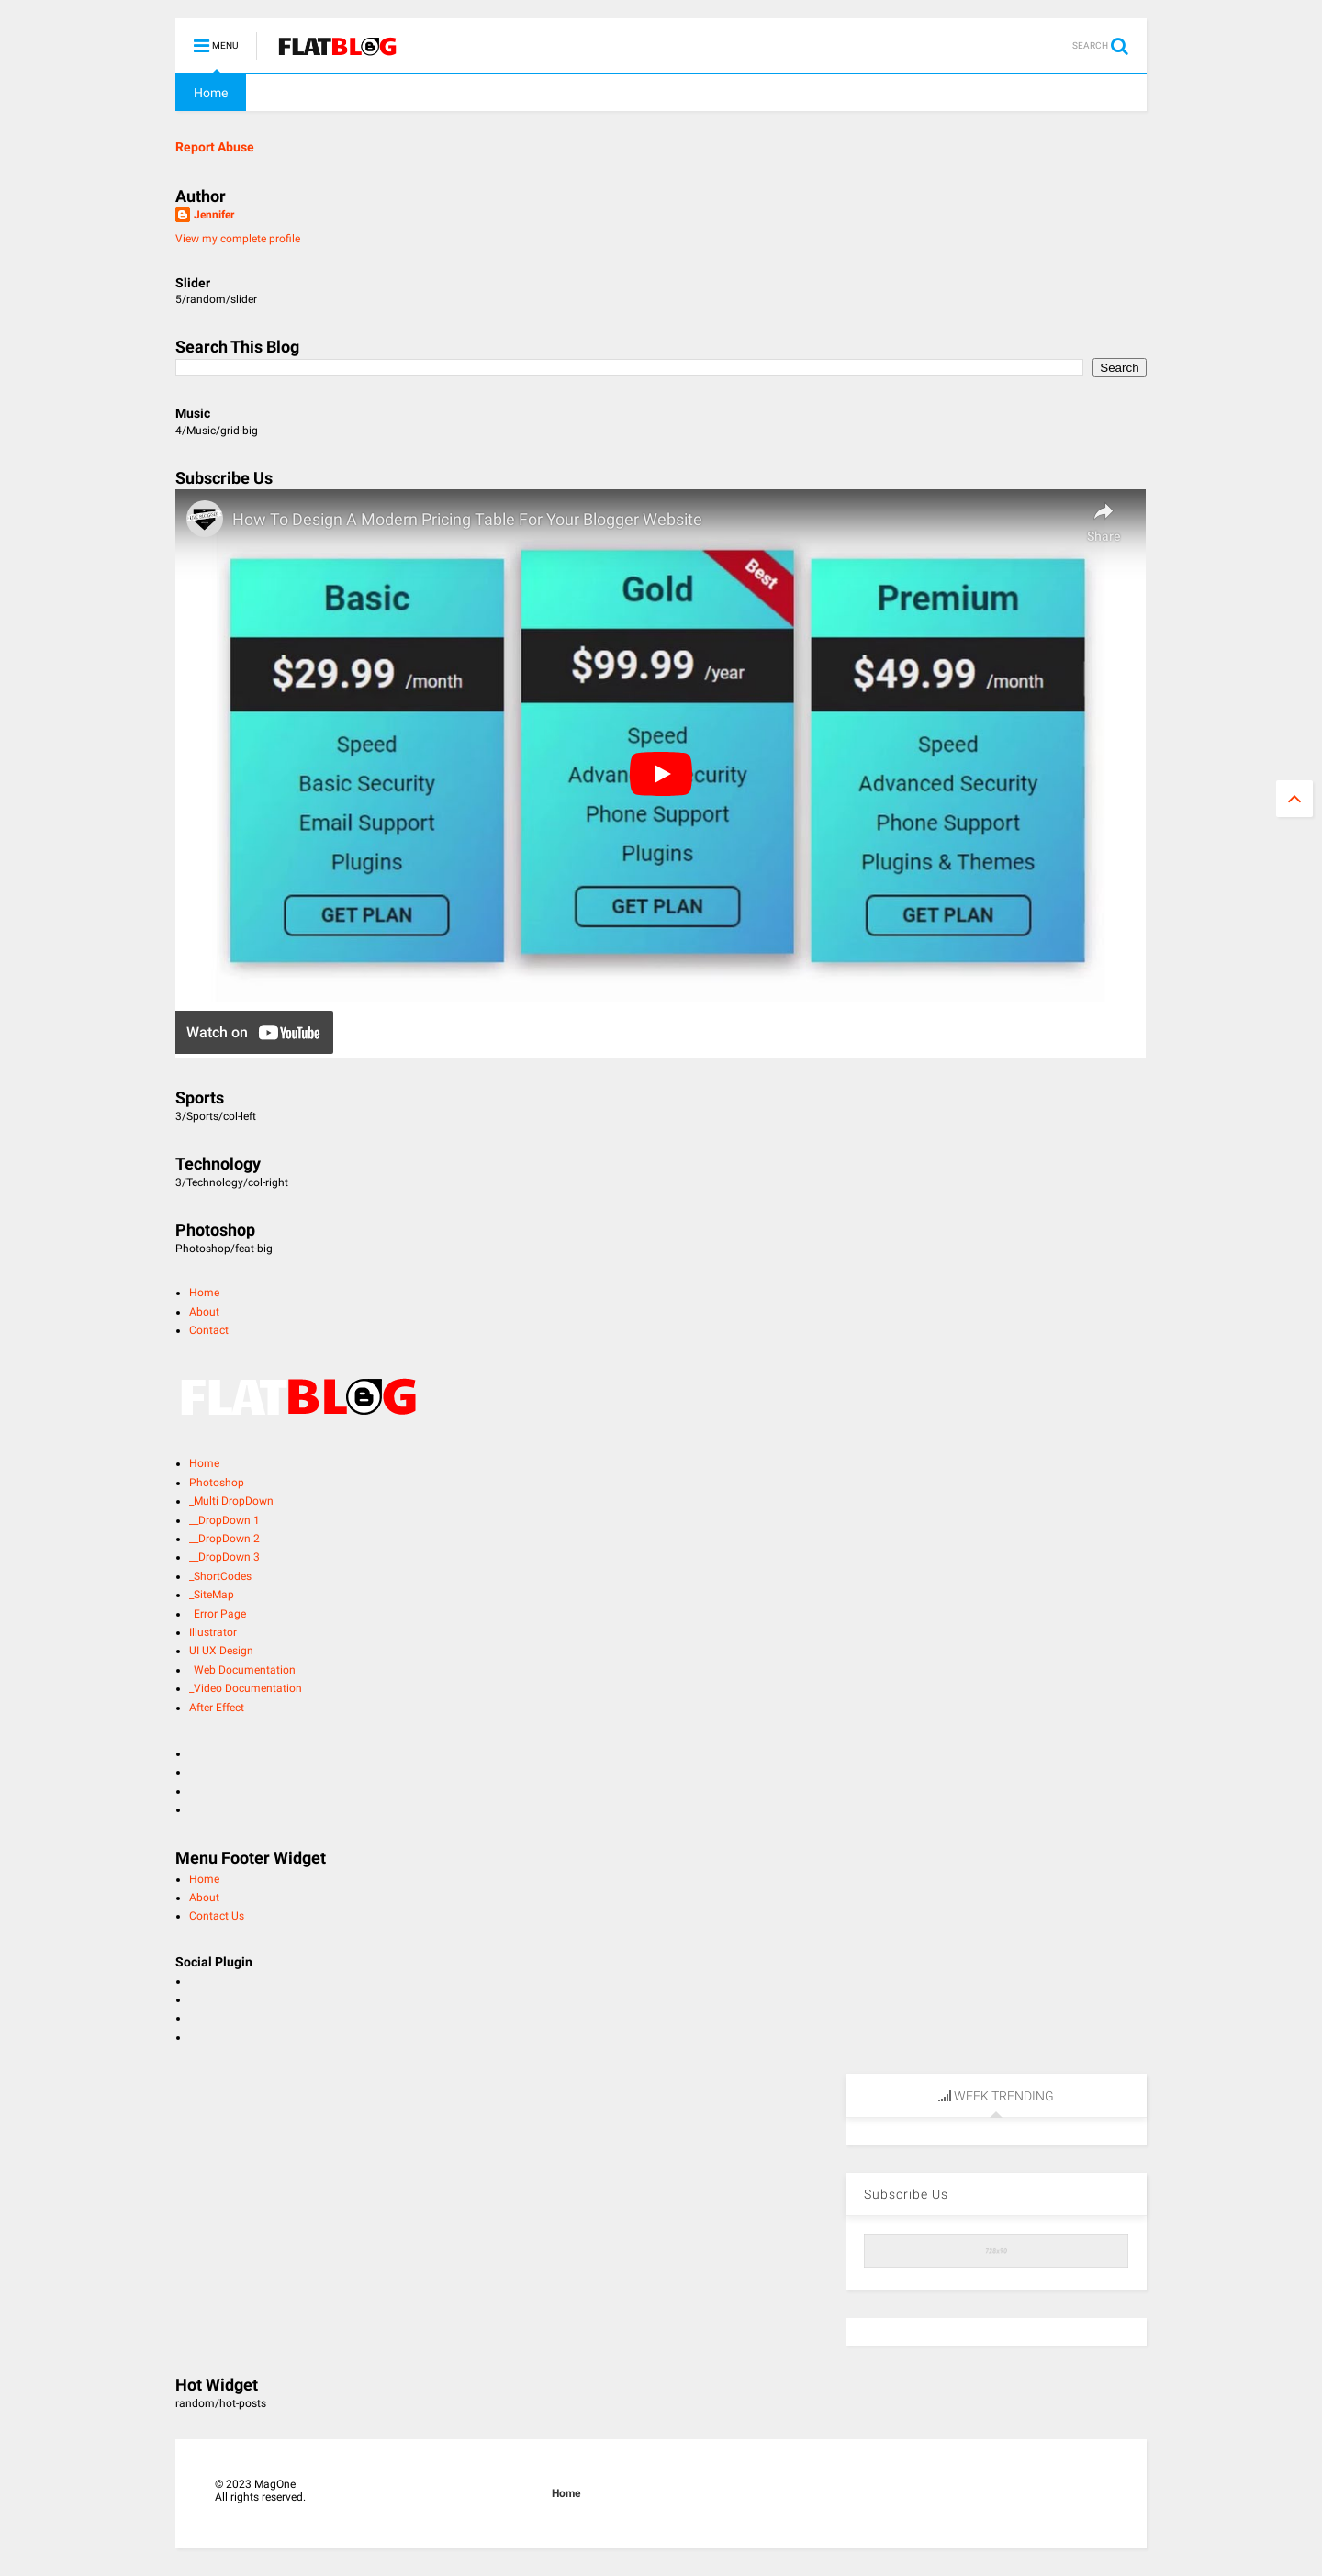 MENU
FLATBLOG
SEARCH
Home
Report Abuse
Author
Jennifer
View my complete profile
Slider
5/random/slider
Search This Blog
Search
Music
4/Music/grid-big
Subscribe Us
How To Design A Modern Pricing Table For Your Blogger Website
Share
Basic
$29.99 /month
Speed
Basic Security
Email Support
Plugins
GET PLAN
Best
Gold
$99.99 /year
Speed
Advanced Security
Phone Support
Plugins
GET PLAN
Premium
$49.99 /month
Speed
Advanced Security
Phone Support
Plugins & Themes
GET PLAN
Watch on YouTube
Sports
3/Sports/col-left
Technology
3/Technology/col-right
Photoshop
Photoshop/feat-big
Home
About
Contact
FLATBLOG
Home
Photoshop
_Multi DropDown
__DropDown 1
__DropDown 2
__DropDown 3
_ShortCodes
_SiteMap
_Error Page
Illustrator
UI UX Design
_Web Documentation
_Video Documentation
After Effect
Menu Footer Widget
Home
About
Contact Us
Social Plugin
WEEK TRENDING
Subscribe Us
728x90
Hot Widget
random/hot-posts
© 2023 MagOne
All rights reserved.
Home